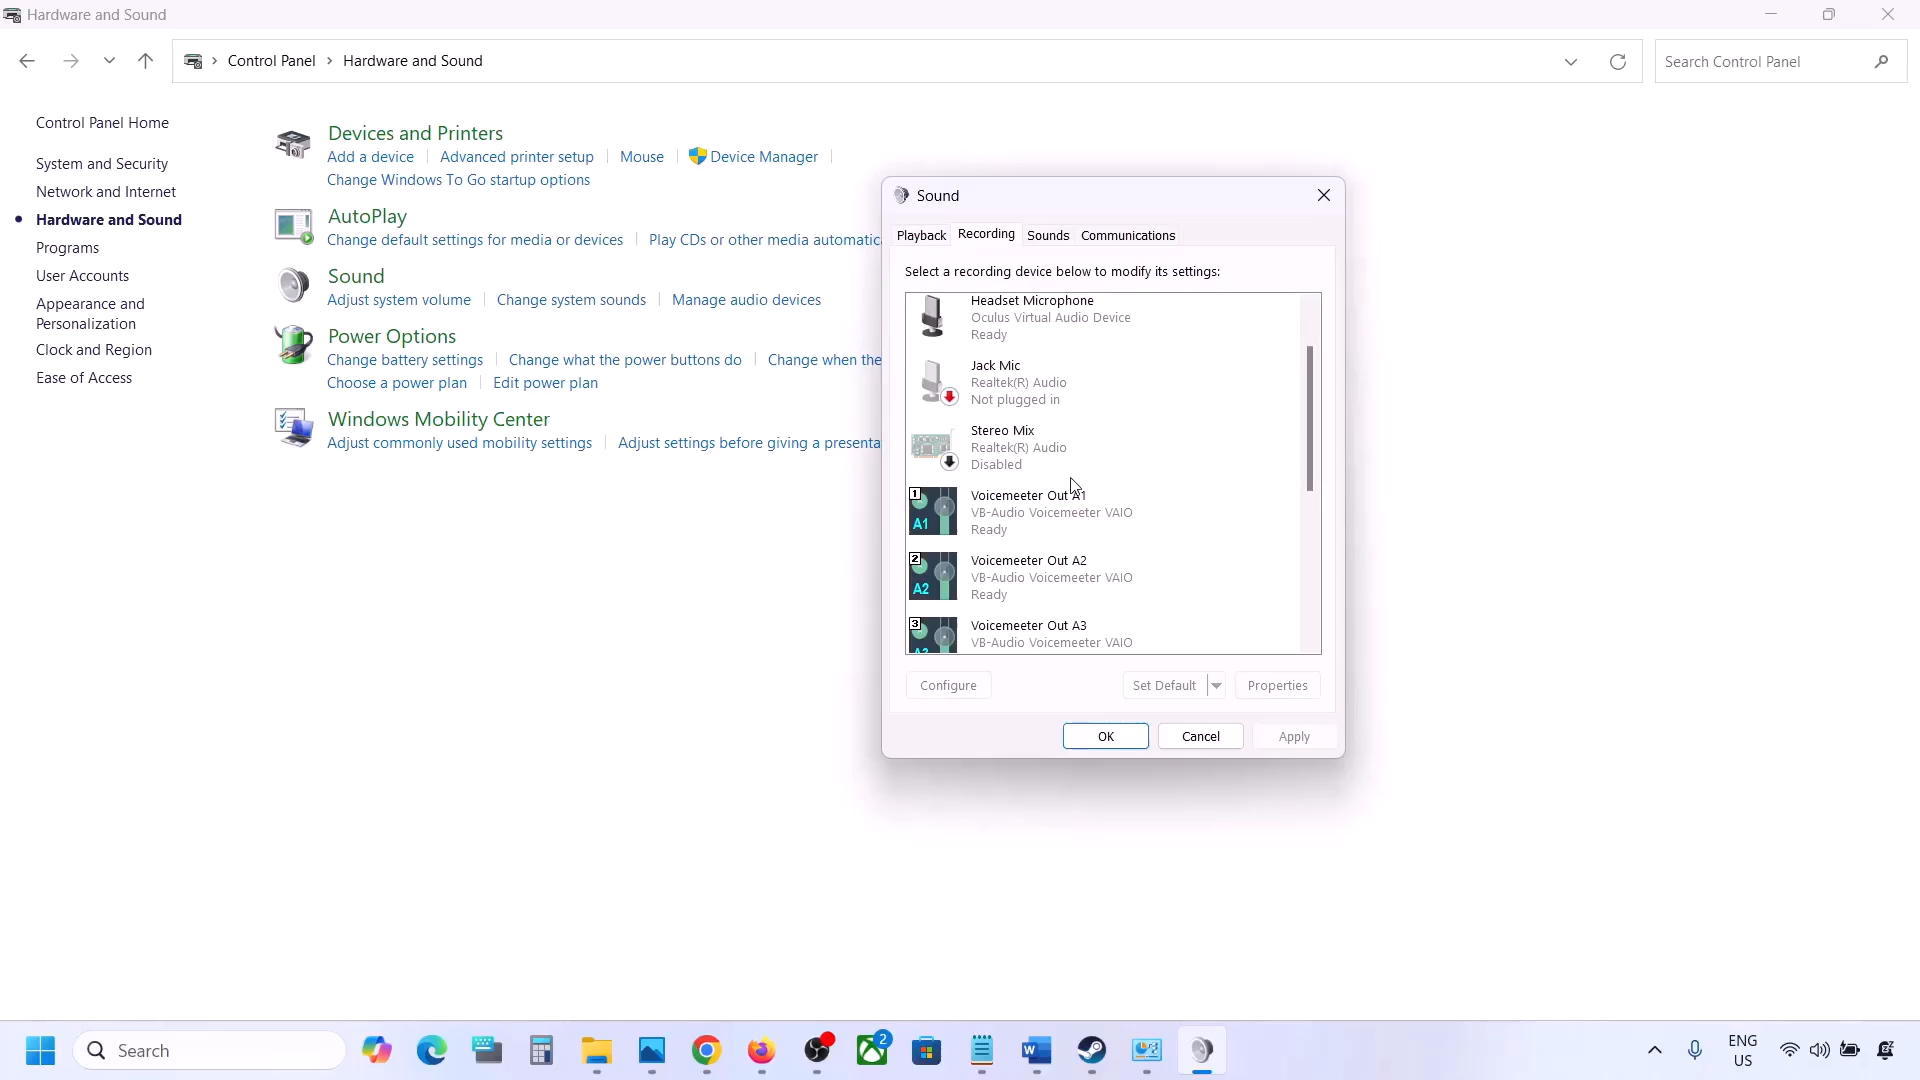 Hardware and Sound
Control Panel > Hardware and Sound
Search Control Panel
Control Panel Home
System and Security
Network and Internet
Hardware and Sound
Programs
User Accounts
Appearance and
Personalization
Clock and Region
Ease of Access
Devices and Printers
Add a device
Advanced printer setup
Mouse
Device Manager
Change Windows To Go startup options
AutoPlay
Change default settings for media or devices
Play CDs or other media automatic
Sound
Adjust system volume
Change system sounds
Manage audio devices
Power Options
Change battery settings
Change what the power buttons do
Change when the
Choose a power plan
Edit power plan
Windows Mobility Center
Adjust commonly used mobility settings
Adjust settings before giving a presenta
Sound
Playback
Recording
Sounds
Communications
Select a recording device below to modify its settings:
Headset Microphone
Oculus Virtual Audio Device
Ready
Jack Mic
Realtek(R) Audio
Not plugged in
Stereo Mix
Realtek(R) Audio
Disabled
1
A1
Voicemeeter Out A1
VB-Audio Voicemeeter VAIO
Ready
2
A2
Voicemeeter Out A2
VB-Audio Voicemeeter VAIO
Ready
3
A3
Voicemeeter Out A3
VB-Audio Voicemeeter VAIO
Configure
Set Default
Properties
OK
Cancel
Apply
Search
2
ENG
US